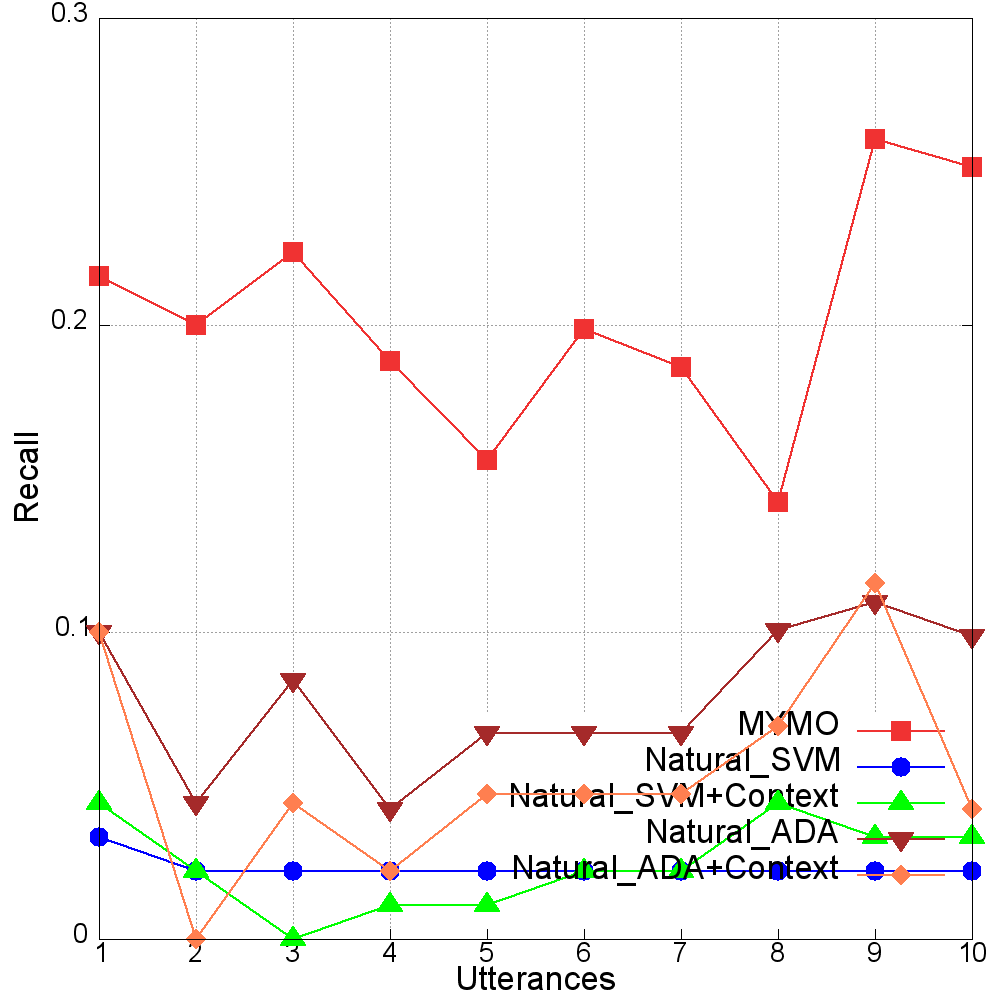 0.3
0.2
0.1
0
Recall
MYMO
Natural_SVM
Natural_SVM+Context
Natural_ADA
Natural_ADA+Context
1 2 3 4 5 6 7 8 9 10
Utterances